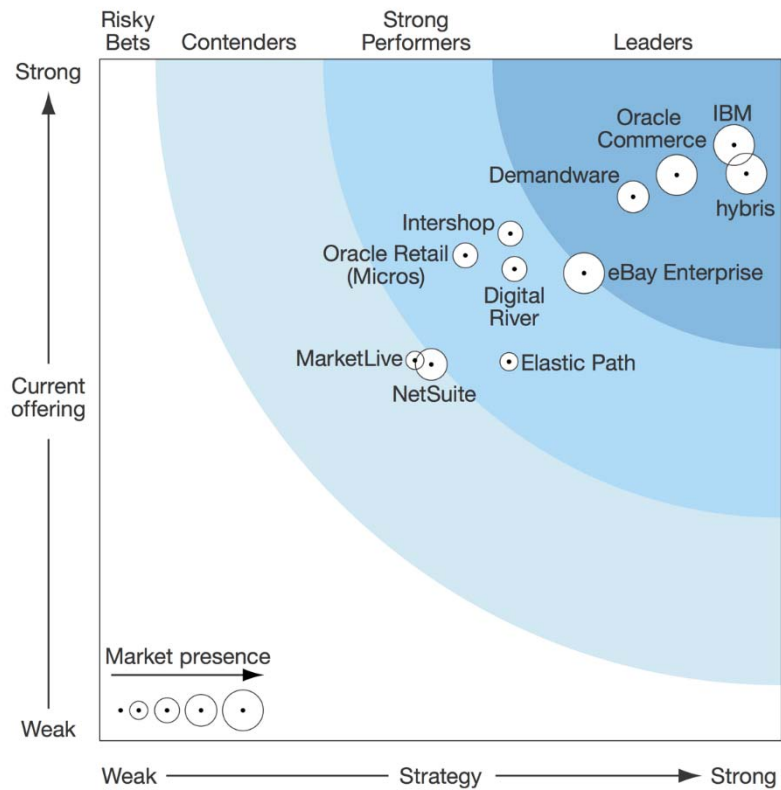 Risky
Bets
Contenders
Strong
Performers
Leaders
Strong
IBM
Oracle
Commerce
Demandware
hybris
Intershop
Oracle Retail
(Micros)
eBay Enterprise
Digital
River
MarketLive
Elastic Path
NetSuite
Current
offering
Market presence
Weak
Weak
Strategy
Strong